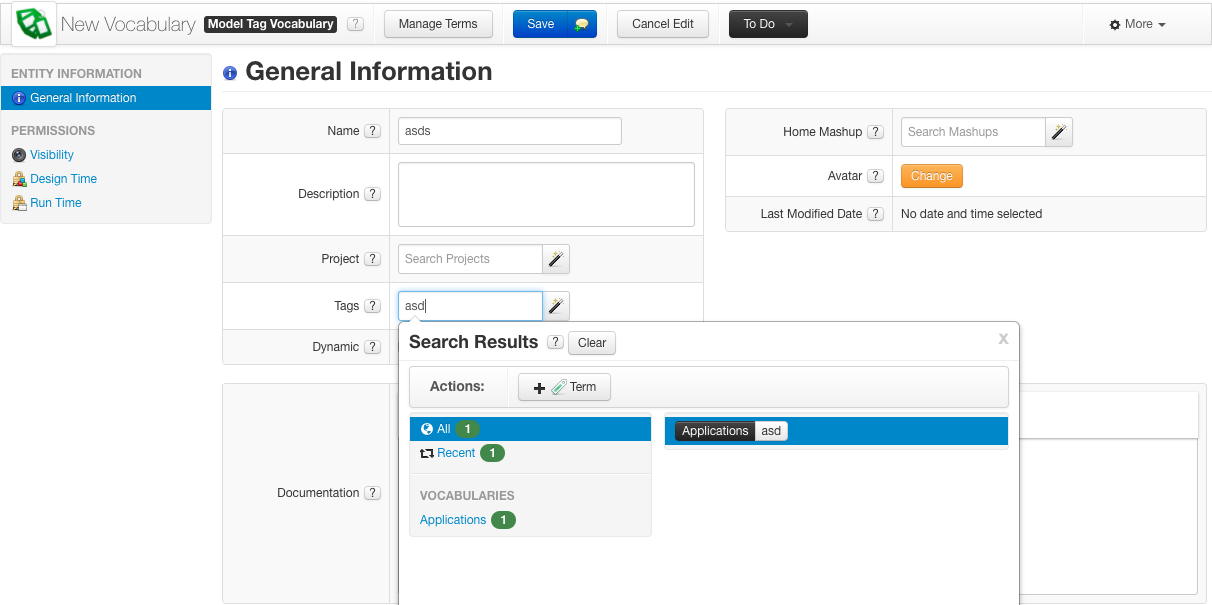 New Vocabulary Model Tag Vocabulary ? Manage Terms Save Cancel Edit To Do More
ENTITY INFORMATION
General Information
PERMISSIONS
Visibility
Design Time
Run Time
General Information
Name ? asds
Description ?
Project ? Search Projects
Tags ? asd
Dynamic ?
Documentation ?
Home Mashup ? Search Mashups
Avatar ? Change
Last Modified Date ? No date and time selected
Search Results ? Clear x
Actions: Term
All 1
Recent 1
VOCABULARIES
Applications 1
Applications asd